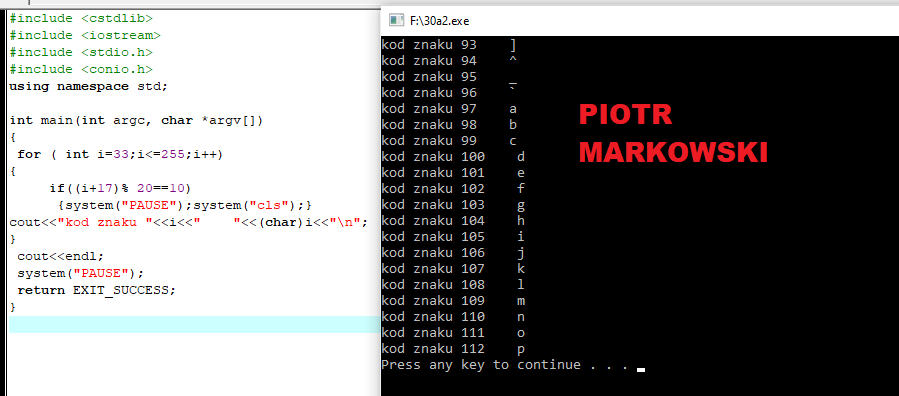 #include <cstdlib>
#include <iostream>
#include <stdio.h>
#include <conio.h>
using namespace std;
int main(int argc, char *argv[])
{
for ( int i=33;i<=255;i++)
{
if((i+17)% 20==10)
{system("PAUSE");system("cls");}
cout<<"kod znaku "<<i<<"    "<<(char)i<<"\n";
}
cout<<endl;
system("PAUSE");
return EXIT_SUCCESS;
}
F:\30a2.exe
kod znaku 93    ]
kod znaku 94    ^
kod znaku 95    _
kod znaku 96    `
kod znaku 97    a
kod znaku 98    b
kod znaku 99    c
kod znaku 100    d
kod znaku 101    e
kod znaku 102    f
kod znaku 103    g
kod znaku 104    h
kod znaku 105    i
kod znaku 106    j
kod znaku 107    k
kod znaku 108    l
kod znaku 109    m
kod znaku 110    n
kod znaku 111    o
kod znaku 112    p
Press any key to continue . . .
PIOTR
MARKOWSKI